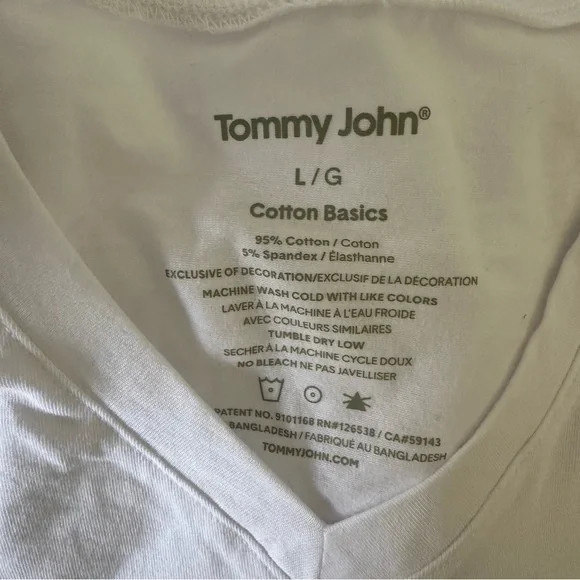 Tommy John®
L / G
Cotton Basics
95% Cotton / Coton
5% Spandex / Élasthanne
EXCLUSIVE OF DECORATION/EXCLUSIF DE LA DÉCORATION
MACHINE WASH COLD WITH LIKE COLORS
LAVER À LA MACHINE À L'EAU FROIDE
AVEC COULEURS SIMILAIRES
TUMBLE DRY LOW
SECHER À LA MACHINE CYCLE DOUX
NO BLEACH NE PAS JAVELLISER
PATENT NO. 9101168 RN#126538 / CA#59143
BANGLADESH / FABRIQUÉ AU BANGLADESH
TOMMYJOHN.COM